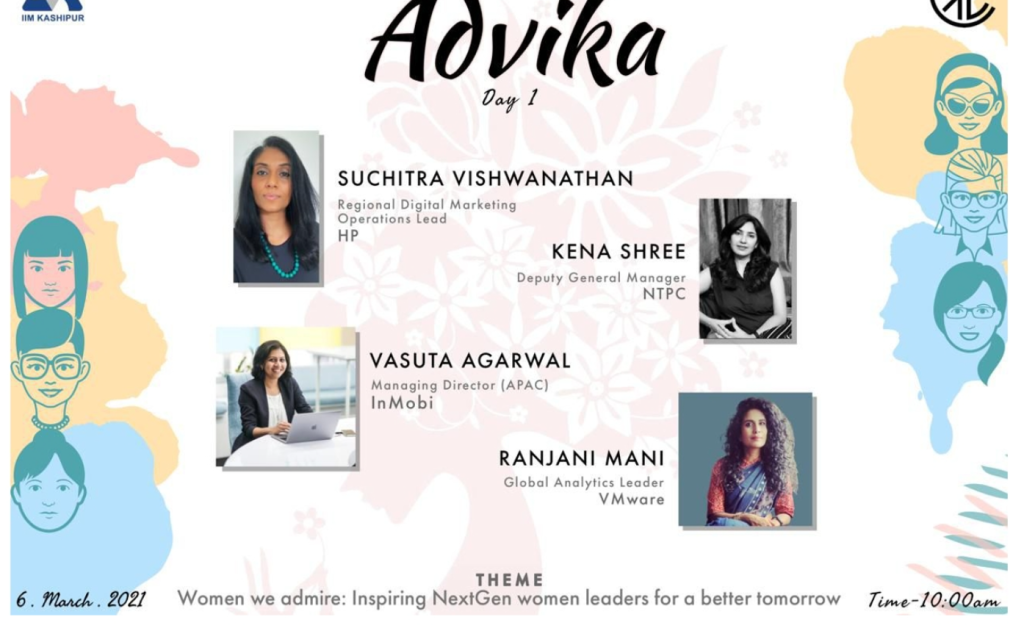 IIM KASHIPUR
Advika
Day 1
SUCHITRA VISHWANATHAN
Regional Digital Marketing
Operations Lead
HP
KENA SHREE
Deputy General Manager
NTPC
VASUTA AGARWAL
Managing Director (APAC)
InMobi
RANJANI MANI
Global Analytics Leader
VMware
THEME
6 . March . 2021 Women we admire: Inspiring NextGen women leaders for a better tomorrow Time-10:00am